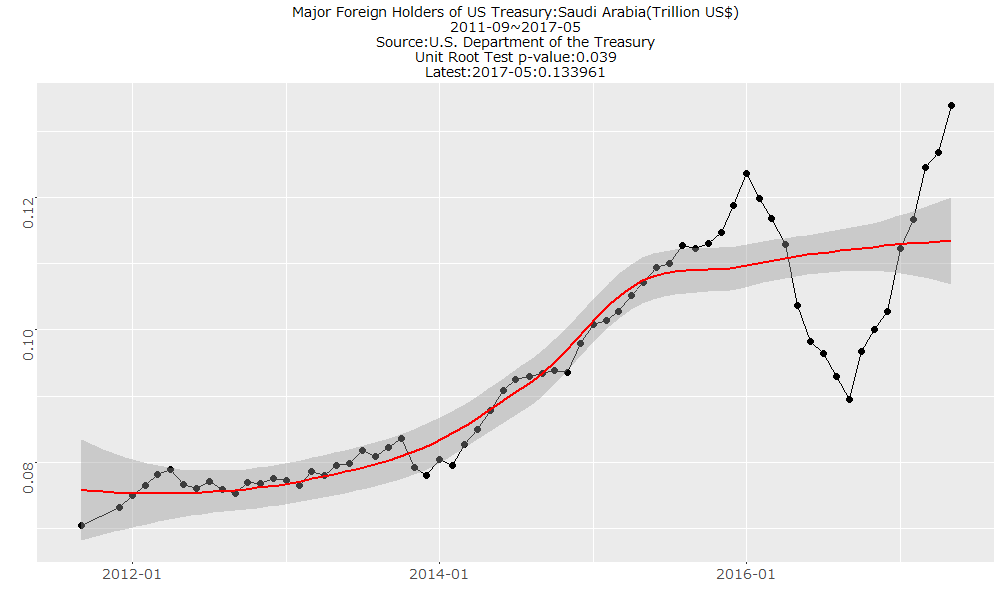 Major Foreign Holders of US Treasury:Saudi Arabia(Trillion US$)
2011-09~2017-05
Source:U.S. Department of the Treasury
Unit Root Test p-value:0.039
Latest:2017-05:0.133961
0.12
0.10
0.08
2012-01
2014-01
2016-01